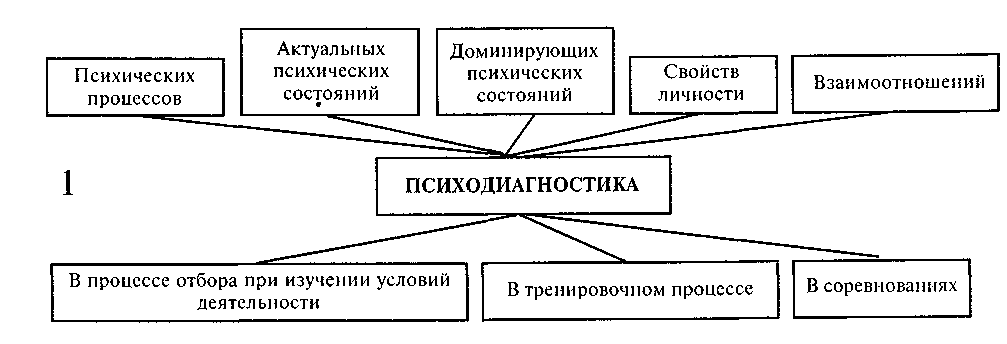 Психических
процессов
Актуальных
психических
состояний
Доминирующих
психических
состояний
Свойств
личности
Взаимоотношений
1
ПСИХОДИАГНОСТИКА
В процессе отбора при изучении условий
деятельности
В тренировочном процессе
В соревнованиях